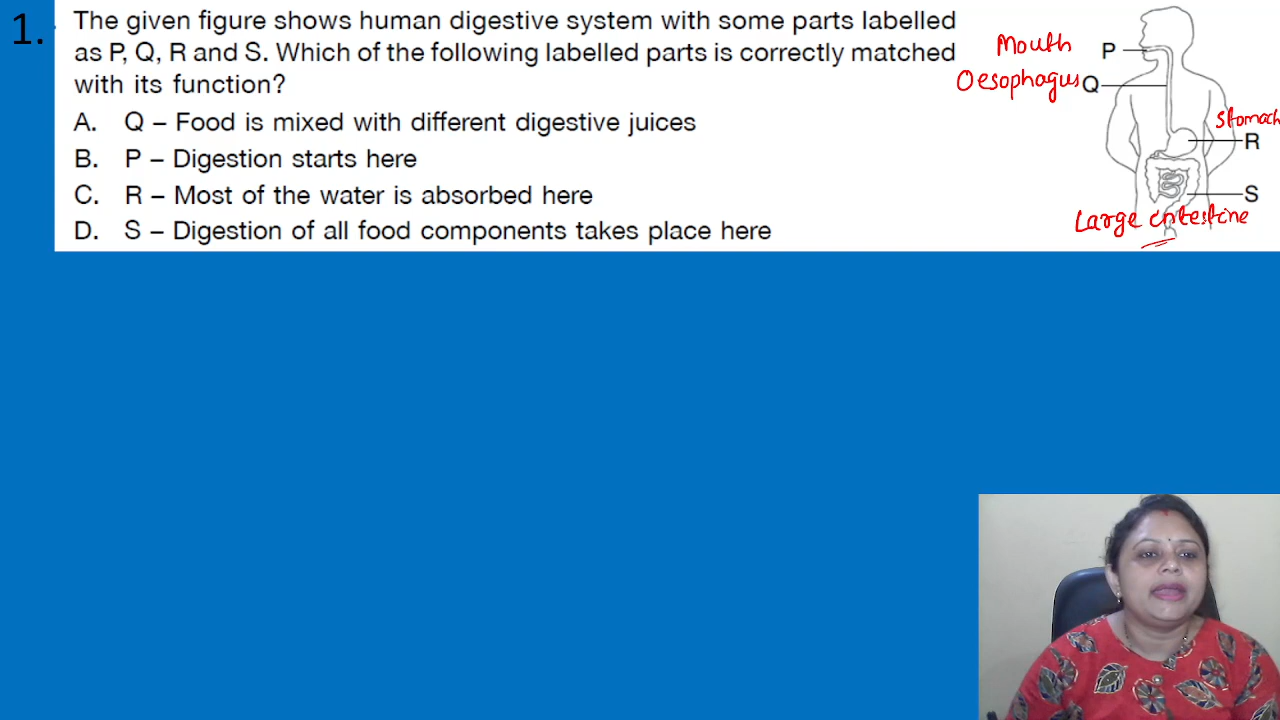 1.
The given figure shows human digestive system with some parts labelled
as P, Q, R and S. Which of the following labelled parts is correctly matched
with its function?
A. Q – Food is mixed with different digestive juices
B. P – Digestion starts here
C. R – Most of the water is absorbed here
D. S – Digestion of all food components takes place here
Mouth P
Oesophagus Q
Stomach
R
S
Large intestine